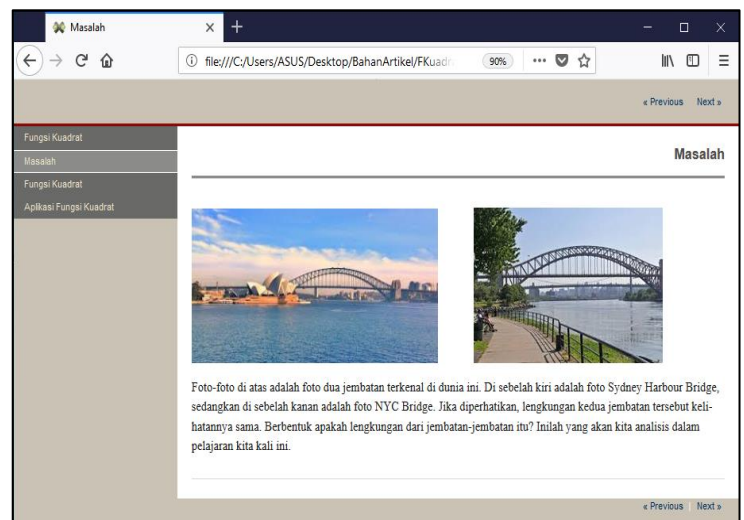 Masalah
file:///C:/Users/ASUS/Desktop/BahanArtikel/FKuadr
90%
« Previous Next »
Fungsi Kuadrat
Masalah
Fungsi Kuadrat
Aplikasi Fungsi Kuadrat
Masalah
Foto-foto di atas adalah foto dua jembatan terkenal di dunia ini. Di sebelah kiri adalah foto Sydney Harbour Bridge,
sedangkan di sebelah kanan adalah foto NYC Bridge. Jika diperhatikan, lengkungan kedua jembatan tersebut keli-
hatannya sama. Berbentuk apakah lengkungan dari jembatan-jembatan itu? Inilah yang akan kita analisis dalam
pelajaran kita kali ini.
« Previous | Next »